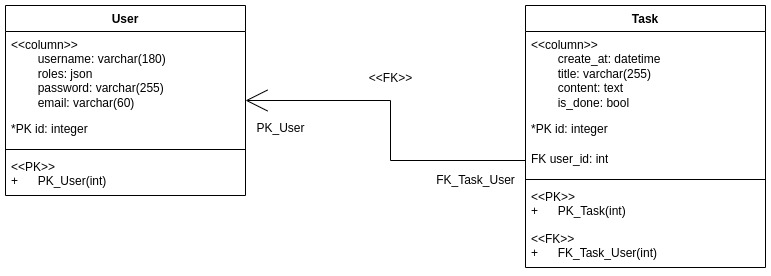 User
<<column>>
username: varchar(180)
roles: json
password: varchar(255)
email: varchar(60)
*PK id: integer
<<PK>>
+ PK_User(int)
<<FK>>
PK_User
FK_Task_User
Task
<<column>>
create_at: datetime
title: varchar(255)
content: text
is_done: bool
*PK id: integer
FK user_id: int
<<PK>>
+ PK_Task(int)
<<FK>>
+ FK_Task_User(int)